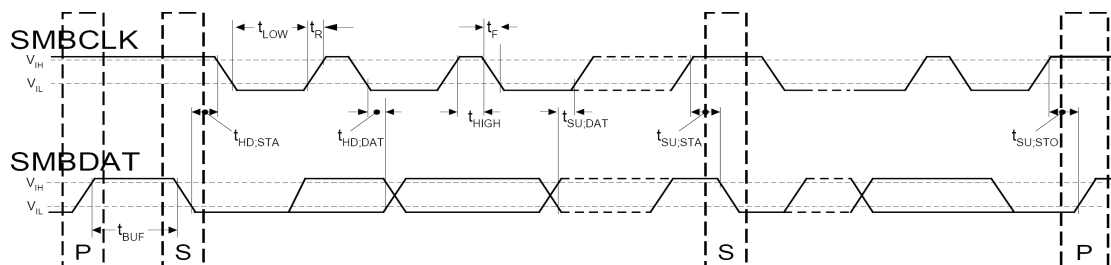 t_LOW t_R t_F
SMBCLK
V_IH
V_IL
t_HD;STA t_HD;DAT t_HIGH t_SU;DAT t_SU;STA t_SU;STO
SMBDAT
V_IH
V_IL
t_BUF
P S S P